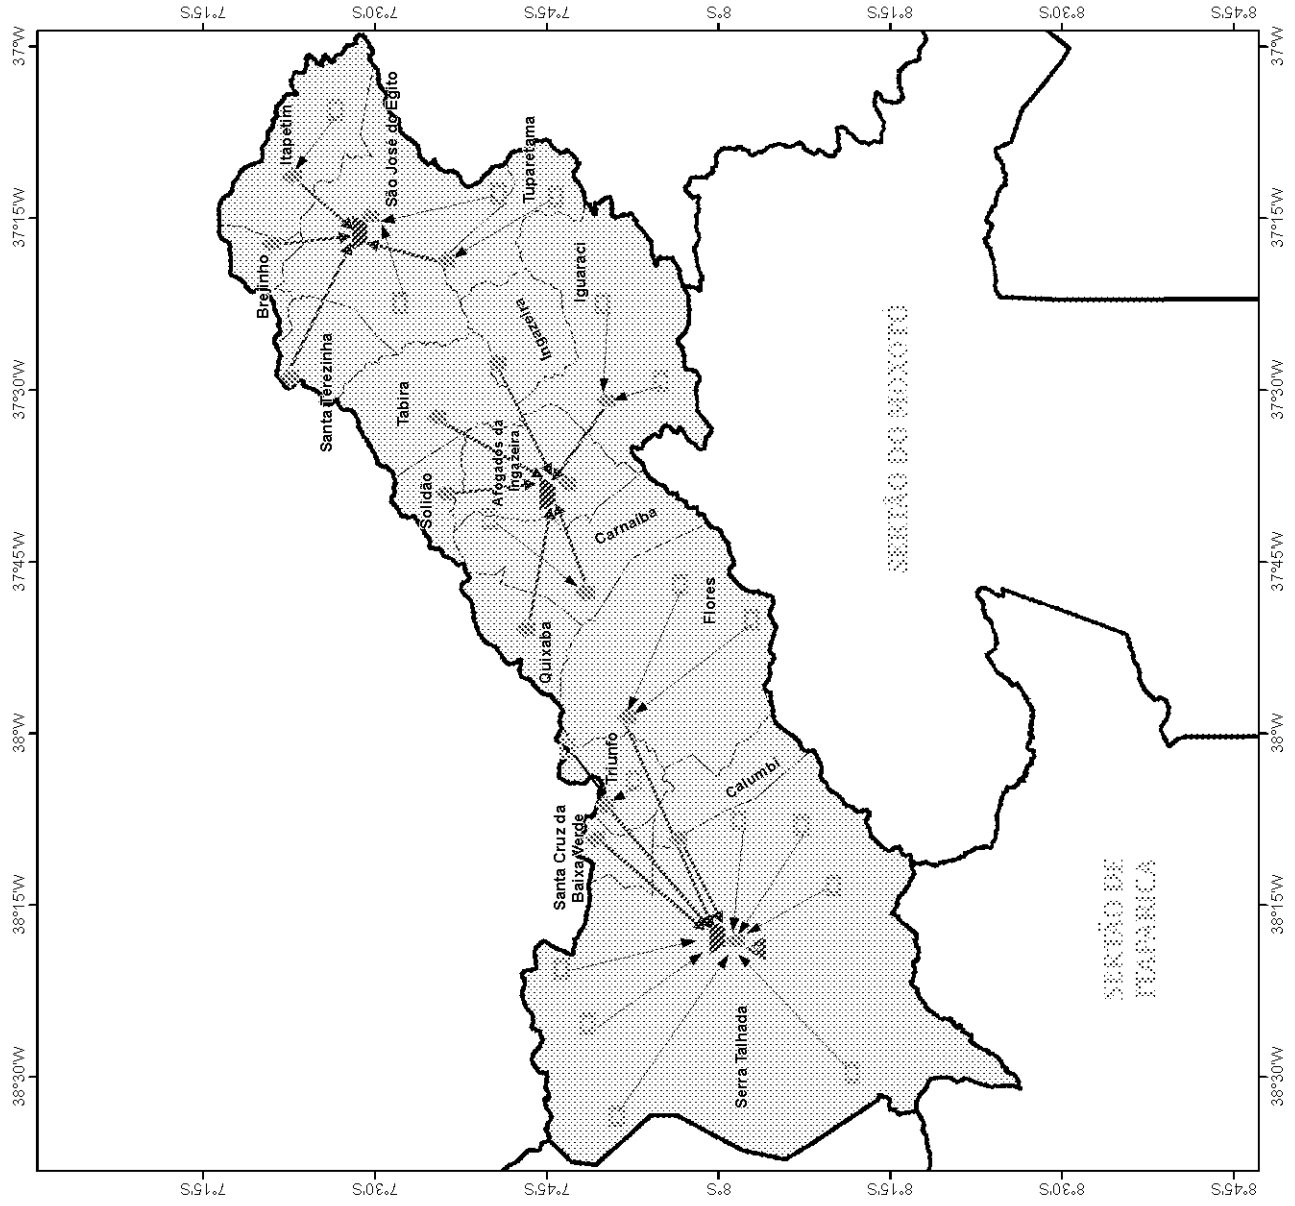 7°15'S
7°30'S
7°45'S
8°S
8°15'S
8°30'S
8°45'S
37°W
37°15'W
37°30'W
37°45'W
38°W
38°15'W
38°30'W
37°W
37°15'W
37°30'W
37°45'W
38°W
38°15'W
38°30'W
Itapetim
São José do Egito
Tuparetama
Brejinho
Iguaraci
Ingazeira
Santa Terezinha
Tabira
Afogados da
Ingazeira
Solidão
Carnaíba
Quixaba
Flores
Triunfo
Calumbi
Santa Cruz da
Baixa Verde
Serra Talhada
SERTÃO DO MOXOTÓ
SERTÃO DE
ITAPARICA
7°15'S
7°30'S
7°45'S
8°S
8°15'S
8°30'S
8°45'S